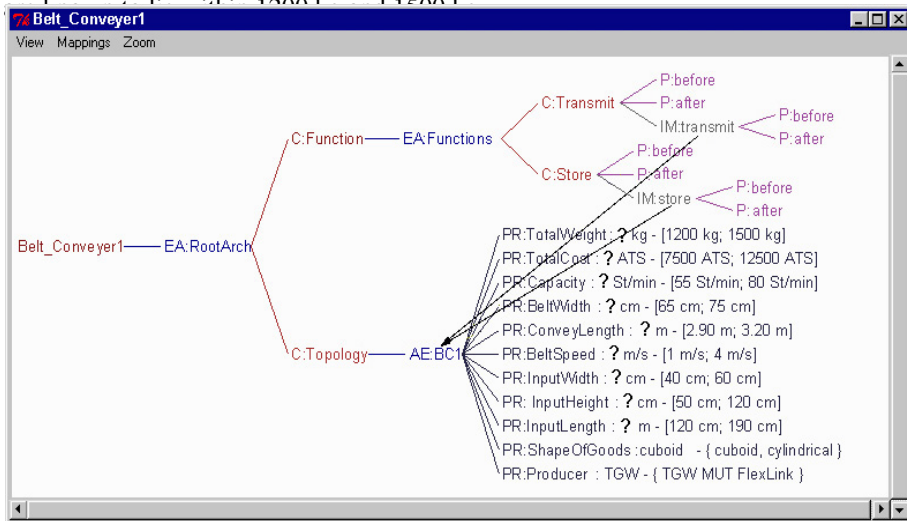 Belt_Conveyer1
View Mappings Zoom
P:before
C:Transmit P:after
P:before
IM:transmit
C:Function EA:Functions P:after
P:before
C:Store P:after
P:before
IM:store
P:after
PR:TotalWeight : ? kg - [1200 kg; 1500 kg]
Belt_Conveyer1 EA:RootArch
PR:TotalCost : ? ATS - [7500 ATS; 12500 ATS]
PR:Capacity : ? St/min - [55 St/min; 80 St/min]
PR:BeltWidth : ? cm - [65 cm; 75 cm]
PR:ConveyLength : ? m - [2.90 m; 3.20 m]
C:Topology AE:BC1 PR:BeltSpeed : ? m/s - [1 m/s; 4 m/s]
PR:InputWidth : ? cm - [40 cm; 60 cm]
PR: InputHeight : ? cm - [50 cm; 120 cm]
PR:InputLength : ? m - [120 cm; 190 cm]
PR:ShapeOfGoods :cuboid - { cuboid, cylindrical }
PR:Producer : TGW - { TGW MUT FlexLink }